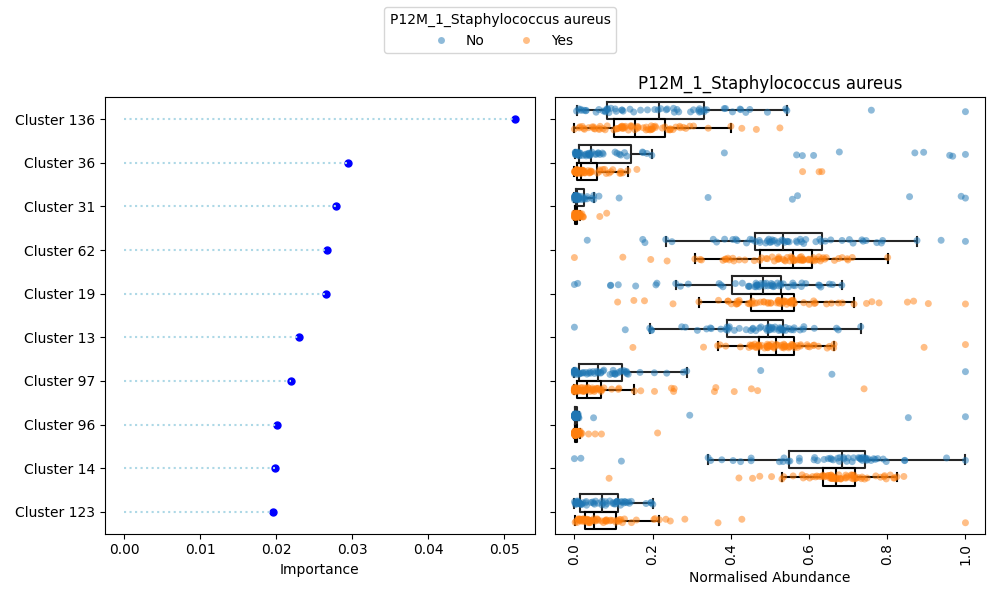 P12M_1_Staphylococcus aureus
No Yes
P12M_1_Staphylococcus aureus
Cluster 136
Cluster 36
Cluster 31
Cluster 62
Cluster 19
Cluster 13
Cluster 97
Cluster 96
Cluster 14
Cluster 123
0.00 0.01 0.02 0.03 0.04 0.05
Importance
0.0 0.2 0.4 0.6 0.8 1.0
Normalised Abundance